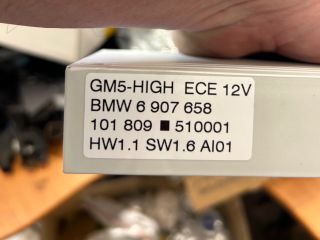 GM5-HIGH ECE 12V
BMW 6 907 658
101 809 ■ 510001
HW1.1 SW1.6 AI01